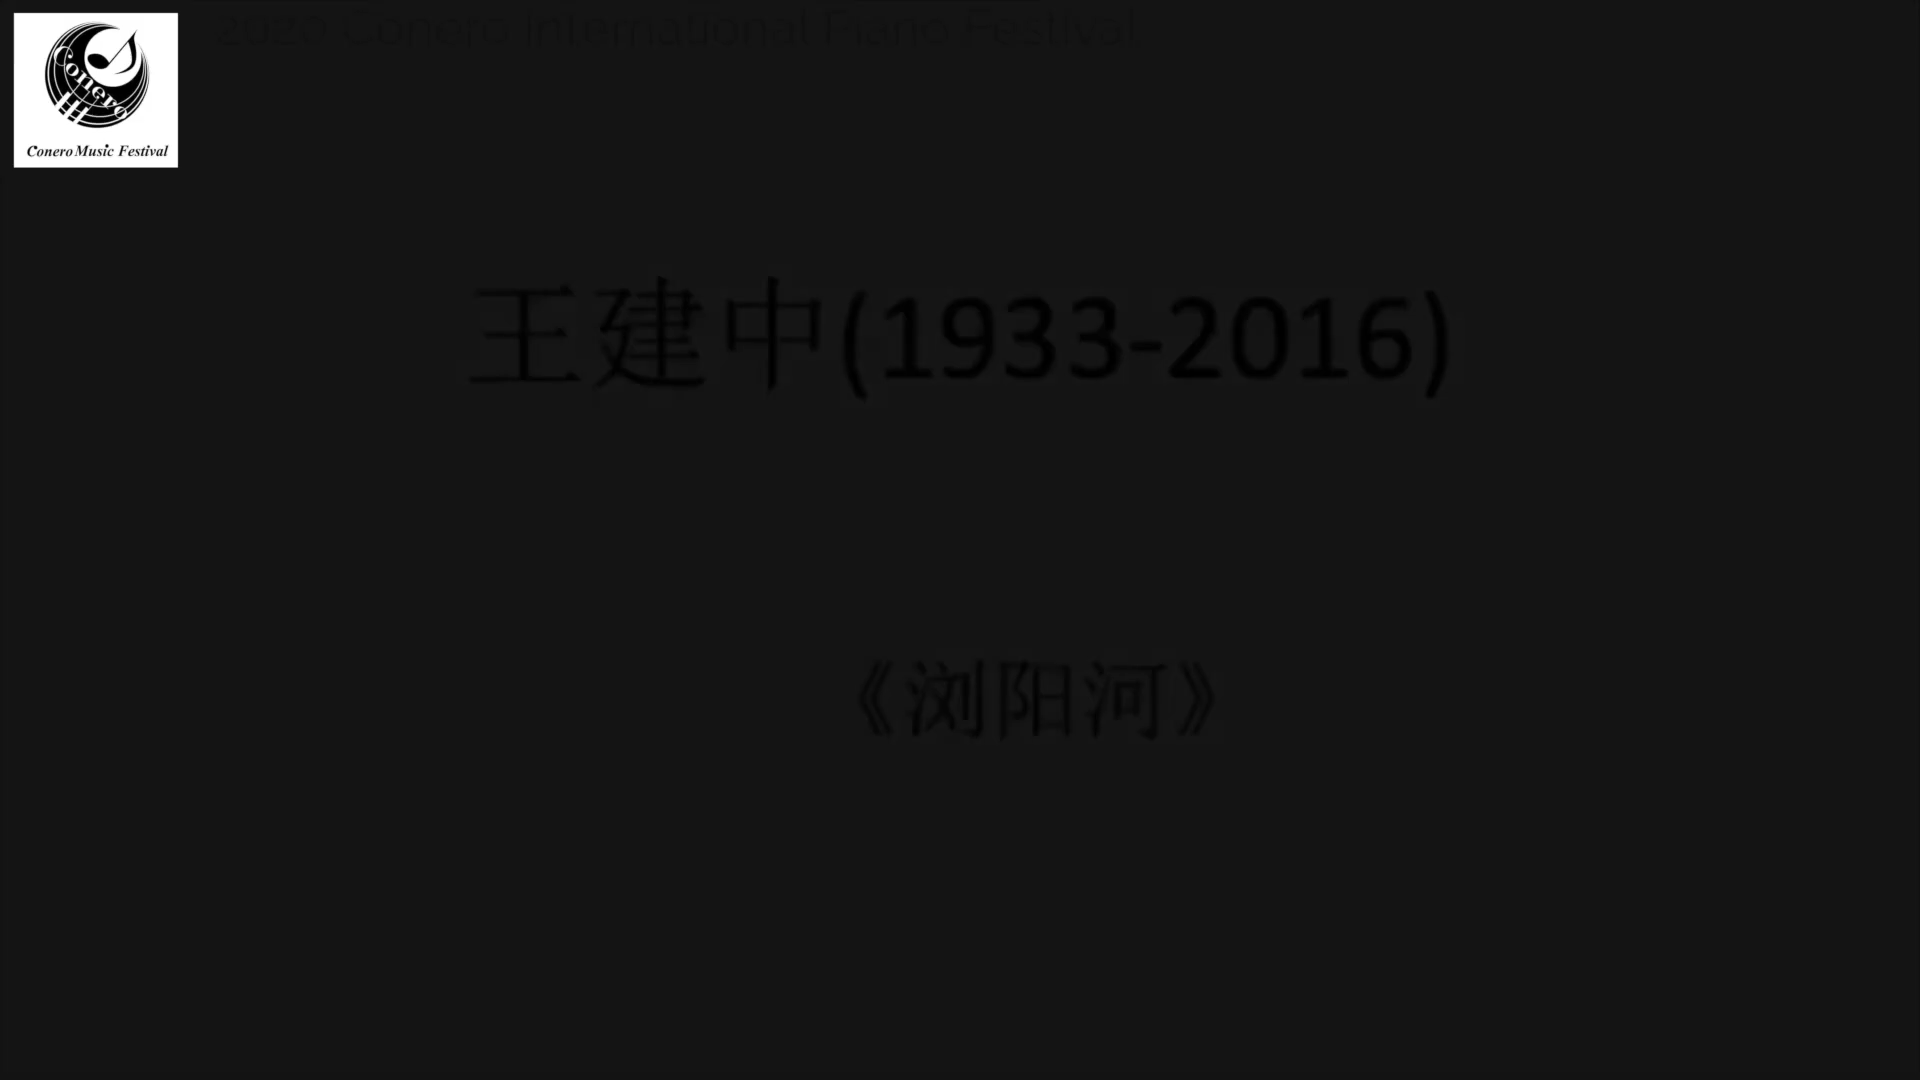 2020 Conero International Piano Festival
Conero
Conero Music Festival
王建中(1933-2016)
《浏阳河》